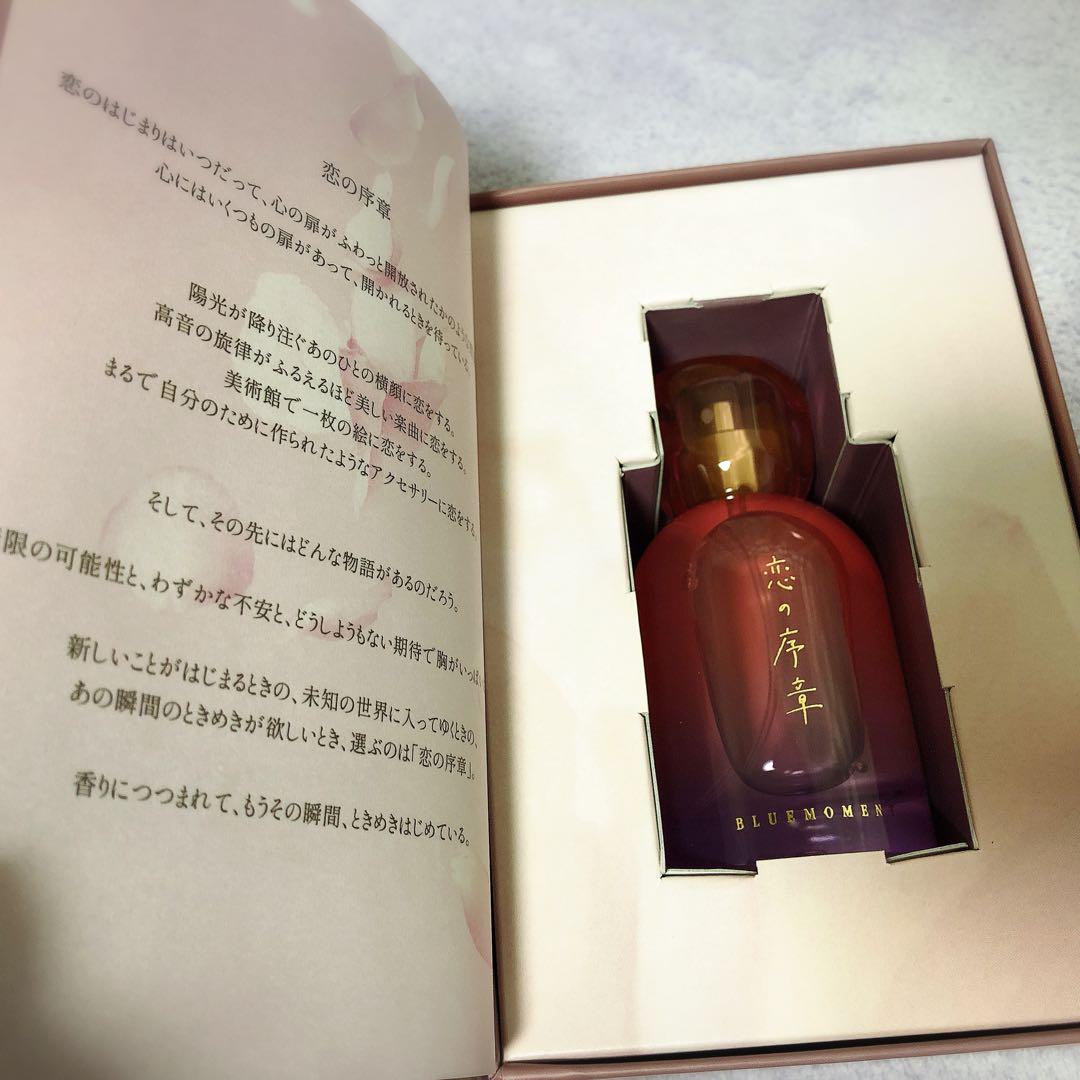 恋の序章
恋のはじまりはいつだって、心の扉がふわっと開放されたかのような
心にはいくつもの扉があって、開かれるときを待っている。
陽光が降り注ぐあのひとの横顔に恋をする。
高音の旋律がふるえるほど美しい楽曲に恋をする。
美術館で一枚の絵に恋をする。
まるで自分のために作られたようなアクセサリーに恋をする。
そして、その先にはどんな物語があるのだろう。
限の可能性と、わずかな不安と、どうしようもない期待で胸がいっぱい
新しいことがはじまるときの、未知の世界に入ってゆくときの、
あの瞬間のときめきが欲しいとき、選ぶのは「恋の序章」。
香りにつつまれて、もうその瞬間、ときめきはじめている。
恋の序章
BLUEMOMEN